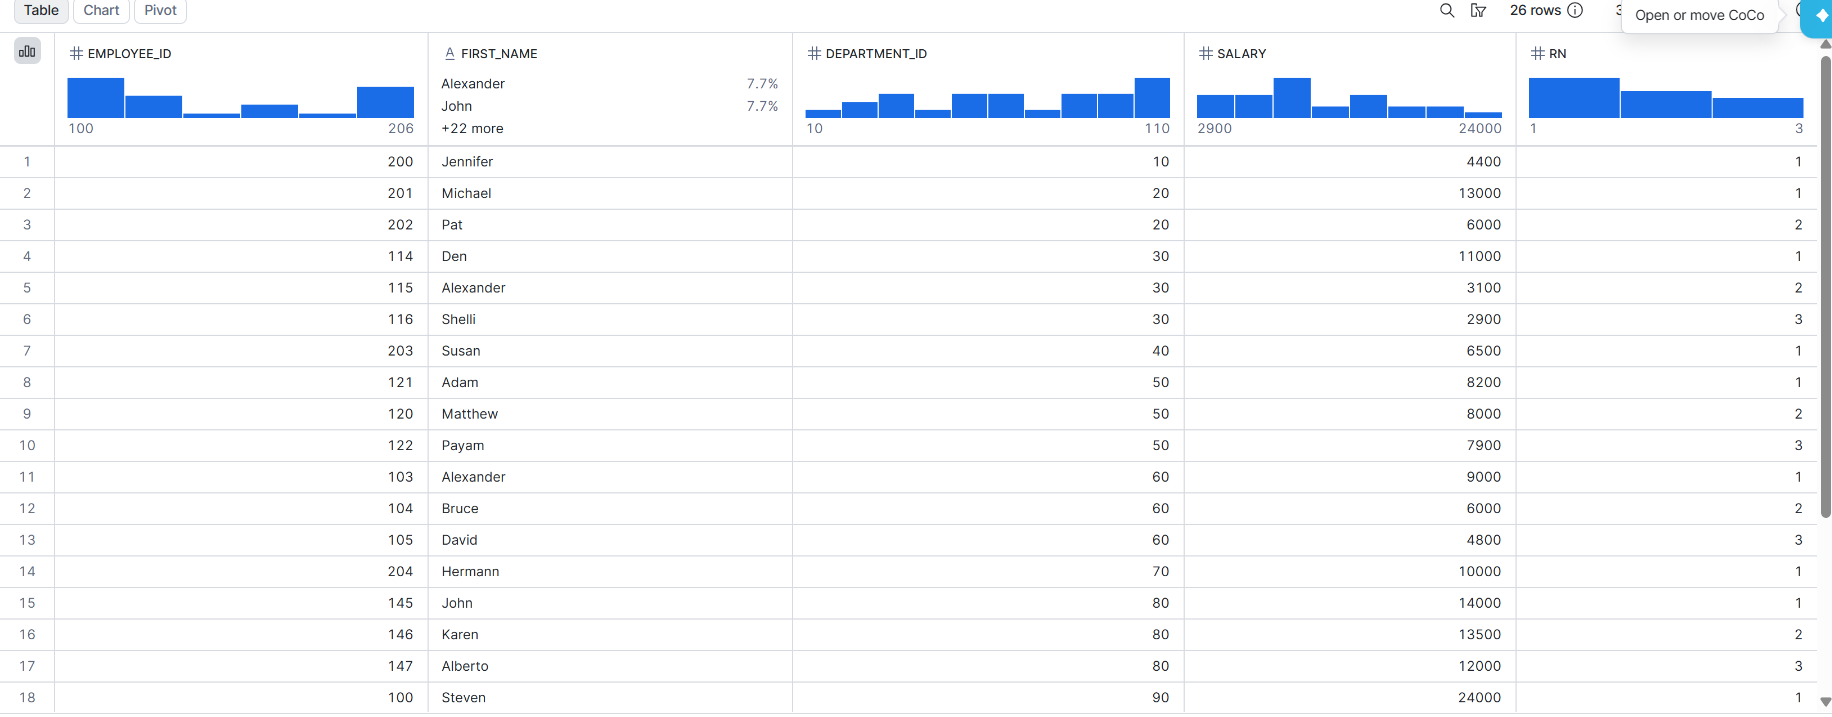 Table Chart Pivot 26 rows Open or move CoCo
EMPLOYEE_ID FIRST_NAME DEPARTMENT_ID SALARY RN
Alexander 7.7%
John 7.7%
100 206 +22 more 10 110 2900 24000 1 3
1 200 Jennifer 10 4400 1
2 201 Michael 20 13000 1
3 202 Pat 20 6000 2
4 114 Den 30 11000 1
5 115 Alexander 30 3100 2
6 116 Shelli 30 2900 3
7 203 Susan 40 6500 1
8 121 Adam 50 8200 1
9 120 Matthew 50 8000 2
10 122 Payam 50 7900 3
11 103 Alexander 60 9000 1
12 104 Bruce 60 6000 2
13 105 David 60 4800 3
14 204 Hermann 70 10000 1
15 145 John 80 14000 1
16 146 Karen 80 13500 2
17 147 Alberto 80 12000 3
18 100 Steven 90 24000 1